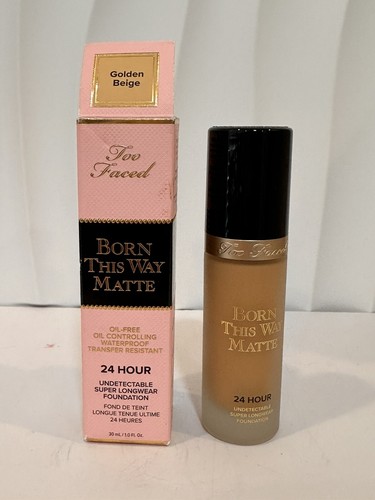 Golden
Beige
Too
Faced
BORN
THIS WAY
MATTE
OIL-FREE
OIL CONTROLLING
WATERPROOF
TRANSFER RESISTANT
24 HOUR
UNDETECTABLE
SUPER LONGWEAR
FOUNDATION
FOND DE TEINT
LONGUE TENUE ULTIME
24 HEURES
30 mL / 1.0 FL. OZ.
Too Faced
BORN
THIS WAY
MATTE
24 HOUR
UNDETECTABLE
SUPER LONGWEAR
FOUNDATION